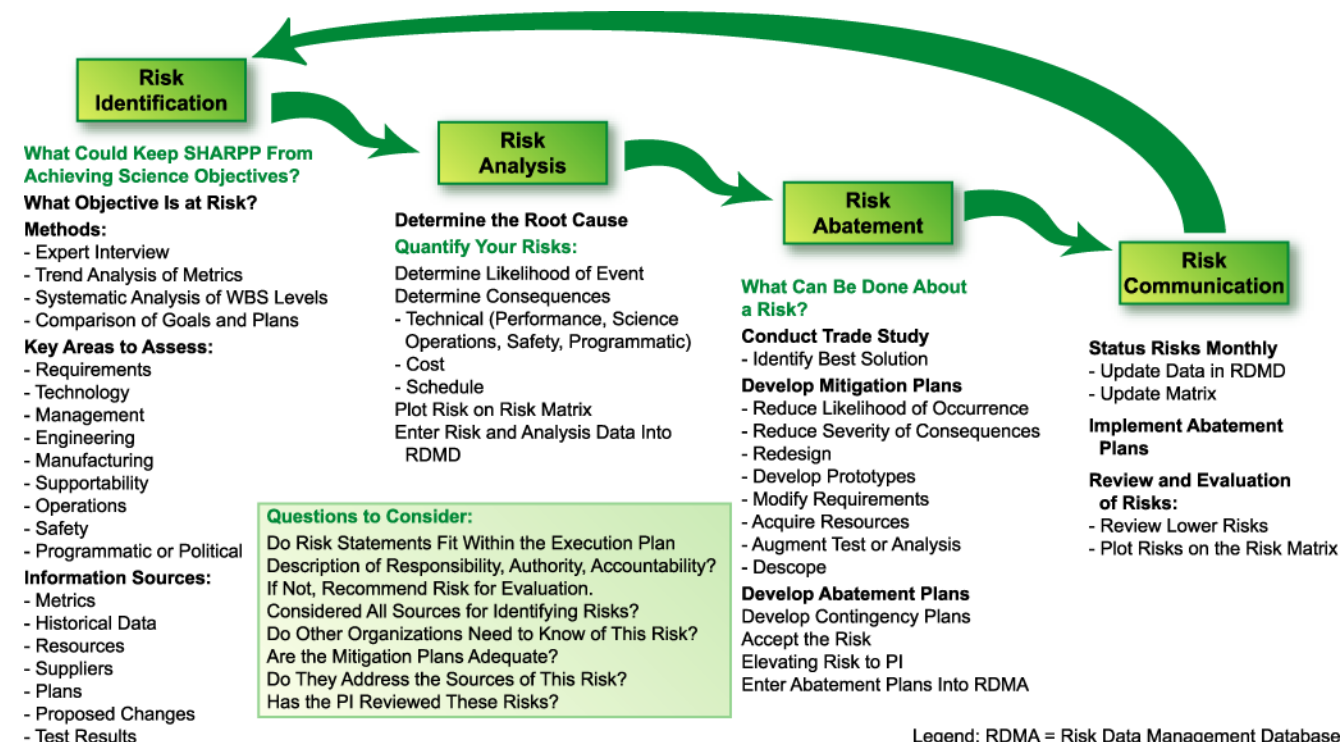 Risk
Identification
What Could Keep SHARPP From
Achieving Science Objectives?
What Objective Is at Risk?
Methods:
- Expert Interview
- Trend Analysis of Metrics
- Systematic Analysis of WBS Levels
- Comparison of Goals and Plans
Key Areas to Assess:
- Requirements
- Technology
- Management
- Engineering
- Manufacturing
- Supportability
- Operations
- Safety
- Programmatic or Political
Information Sources:
- Metrics
- Historical Data
- Resources
- Suppliers
- Plans
- Proposed Changes
- Test Results
Risk
Analysis
Determine the Root Cause
Quantify Your Risks:
Determine Likelihood of Event
Determine Consequences
- Technical (Performance, Science
Operations, Safety, Programmatic)
- Cost
- Schedule
Plot Risk on Risk Matrix
Enter Risk and Analysis Data Into
RDMD
Questions to Consider:
Do Risk Statements Fit Within the Execution Plan
Description of Responsibility, Authority, Accountability?
If Not, Recommend Risk for Evaluation.
Considered All Sources for Identifying Risks?
Do Other Organizations Need to Know of This Risk?
Are the Mitigation Plans Adequate?
Do They Address the Sources of This Risk?
Has the PI Reviewed These Risks?
Risk
Abatement
What Can Be Done About
a Risk?
Conduct Trade Study
- Identify Best Solution
Develop Mitigation Plans
- Reduce Likelihood of Occurrence
- Reduce Severity of Consequences
- Redesign
- Develop Prototypes
- Modify Requirements
- Acquire Resources
- Augment Test or Analysis
- Descope
Develop Abatement Plans
Develop Contingency Plans
Accept the Risk
Elevating Risk to PI
Enter Abatement Plans Into RDMA
Risk
Communication
Status Risks Monthly
- Update Data in RDMD
- Update Matrix
Implement Abatement
Plans
Review and Evaluation
of Risks:
- Review Lower Risks
- Plot Risks on the Risk Matrix
Legend: RDMA = Risk Data Management Database